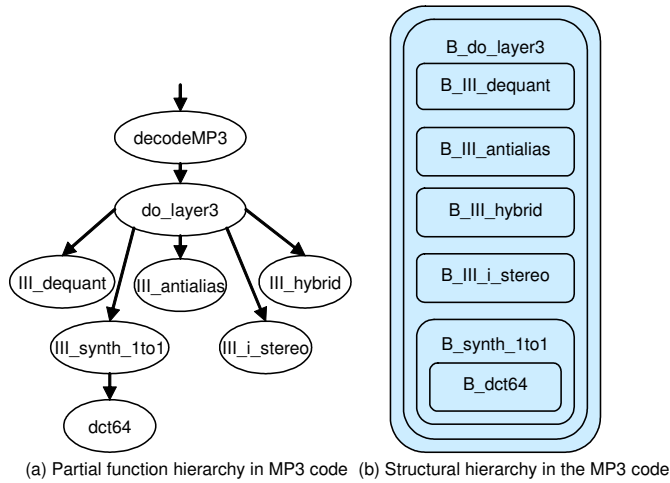 decodeMP3
do_layer3
III_dequant
III_antialias
III_hybrid
III_synth_1to1
III_i_stereo
dct64
(a) Partial function hierarchy in MP3 code
B_do_layer3
B_III_dequant
B_III_antialias
B_III_hybrid
B_III_i_stereo
B_synth_1to1
B_dct64
(b) Structural hierarchy in the MP3 code